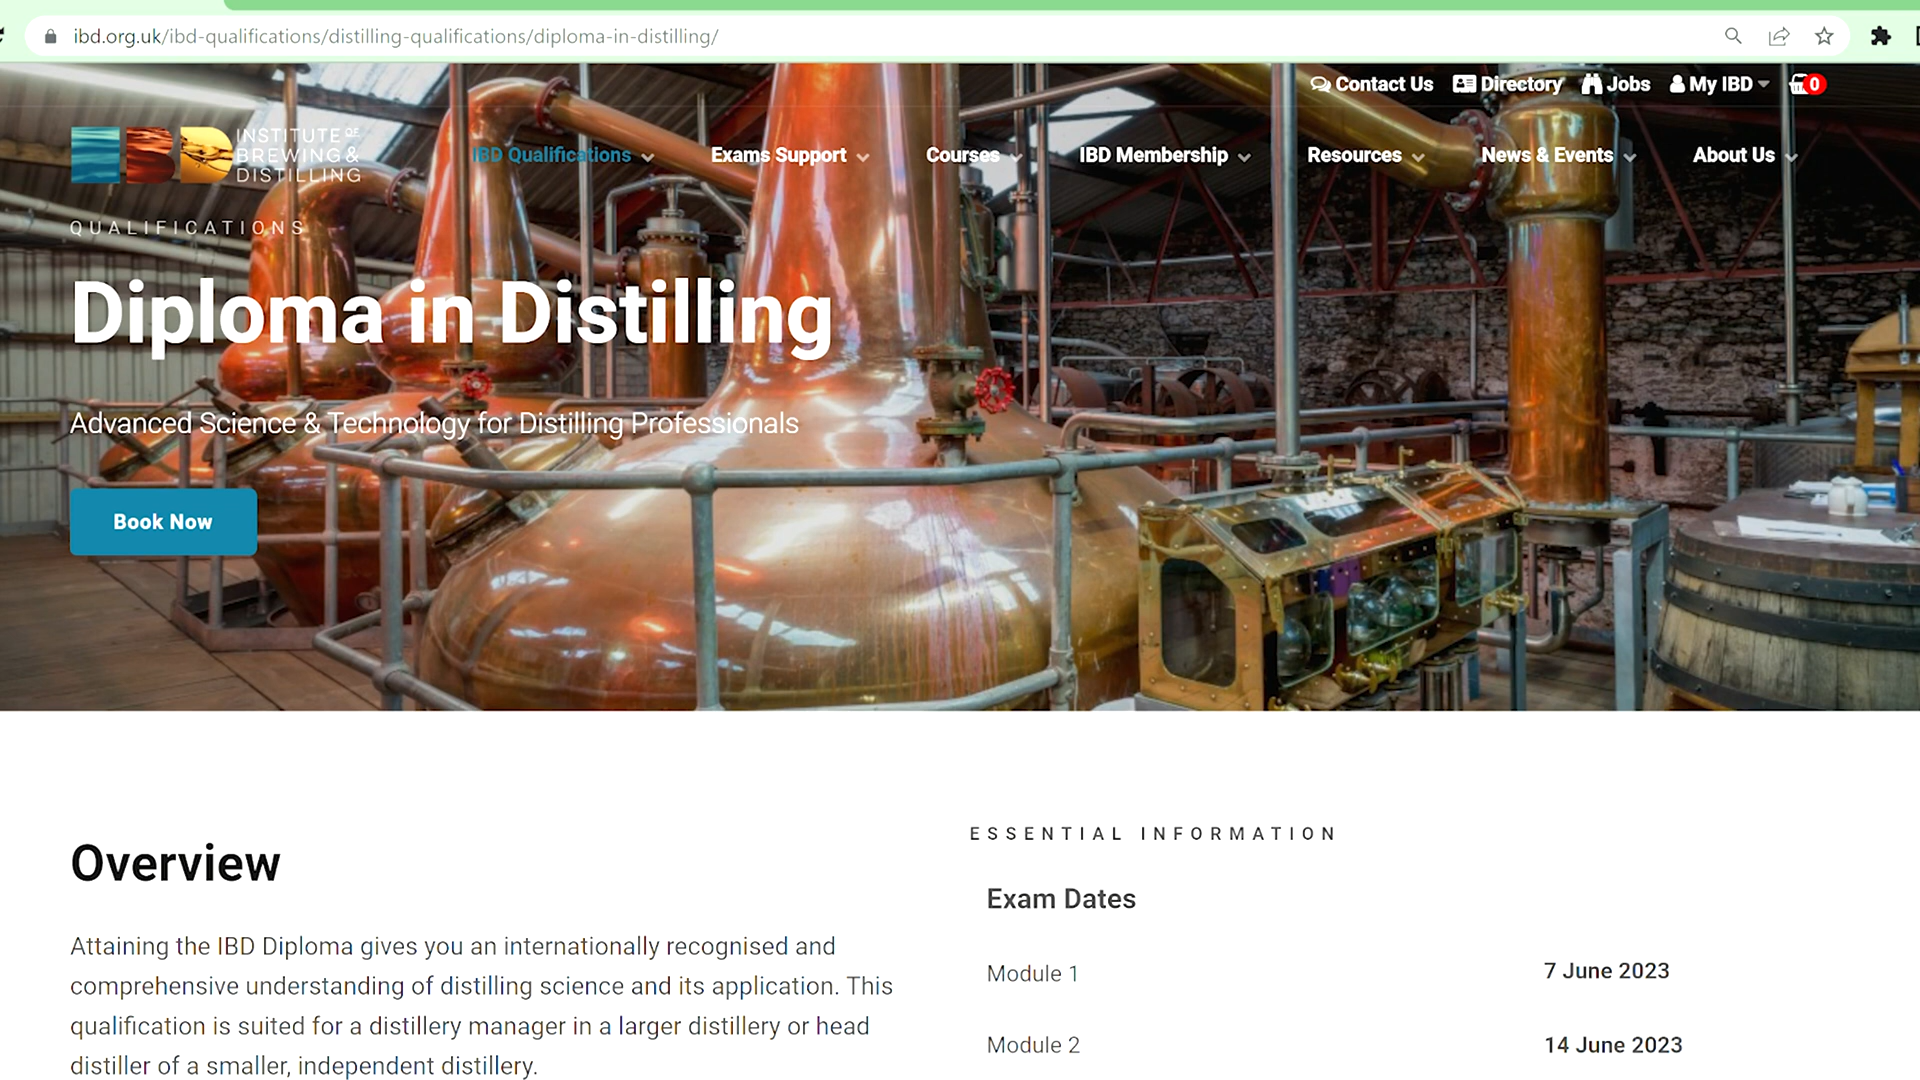 ibd.org.uk/ibd-qualifications/distilling-qualifications/diploma-in-distilling/
Contact Us Directory Jobs My IBD 0
INSTITUTE OF
BREWING &
DISTILLING
IBD Qualifications Exams Support Courses IBD Membership Resources News & Events About Us
QUALIFICATIONS
Diploma in Distilling
Advanced Science & Technology for Distilling Professionals
Book Now
Overview
Attaining the IBD Diploma gives you an internationally recognised and
comprehensive understanding of distilling science and its application. This
qualification is suited for a distillery manager in a larger distillery or head
distiller of a smaller, independent distillery.
ESSENTIAL INFORMATION
Exam Dates
Module 1 7 June 2023
Module 2 14 June 2023